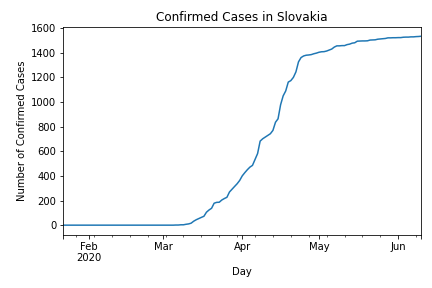 Confirmed Cases in Slovakia
Number of Confirmed Cases
1600
1400
1200
1000
800
600
400
200
0
Feb Mar Apr May Jun
2020
Day